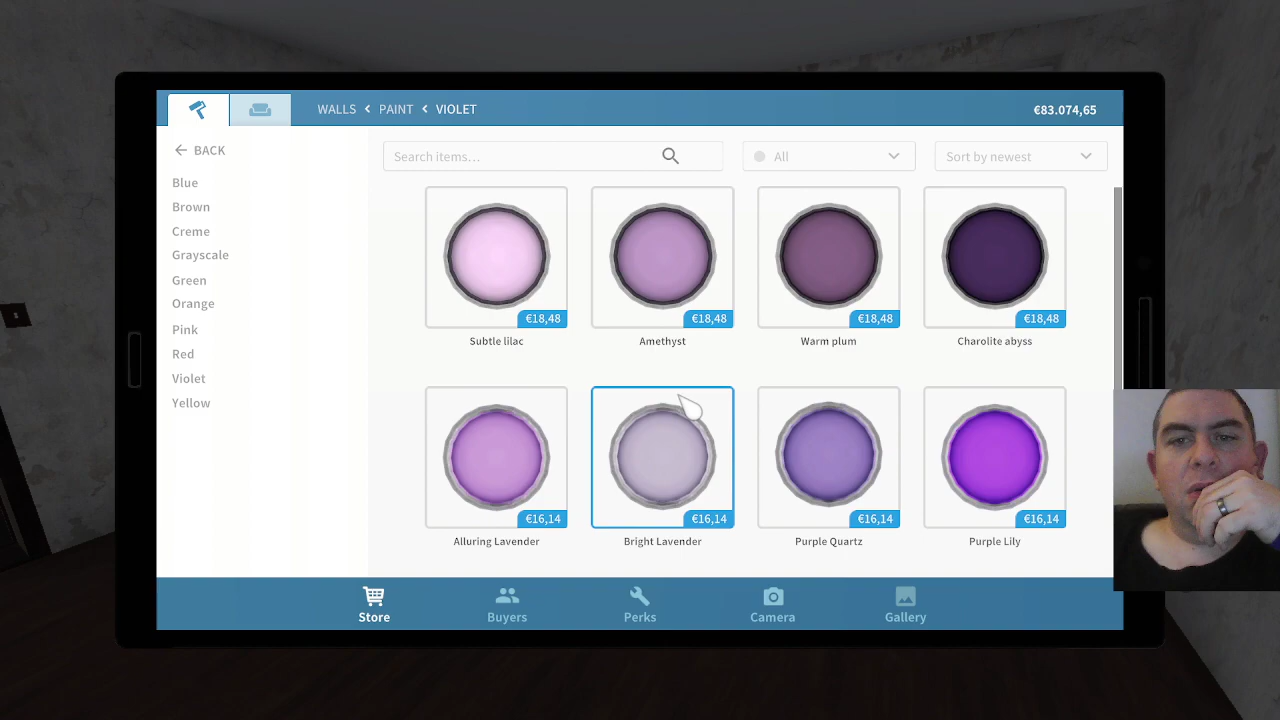 WALLS < PAINT < VIOLET
€83.074,65
BACK
Search items...
All
Sort by newest
Blue
Brown
Creme
Grayscale
Green
Orange
Pink
Red
Violet
Yellow
€18,48
€18,48
€18,48
€18,48
Subtle lilac
Amethyst
Warm plum
Charolite abyss
€16,14
€16,14
€16,14
€16,14
Alluring Lavender
Bright Lavender
Purple Quartz
Purple Lily
Store
Buyers
Perks
Camera
Gallery